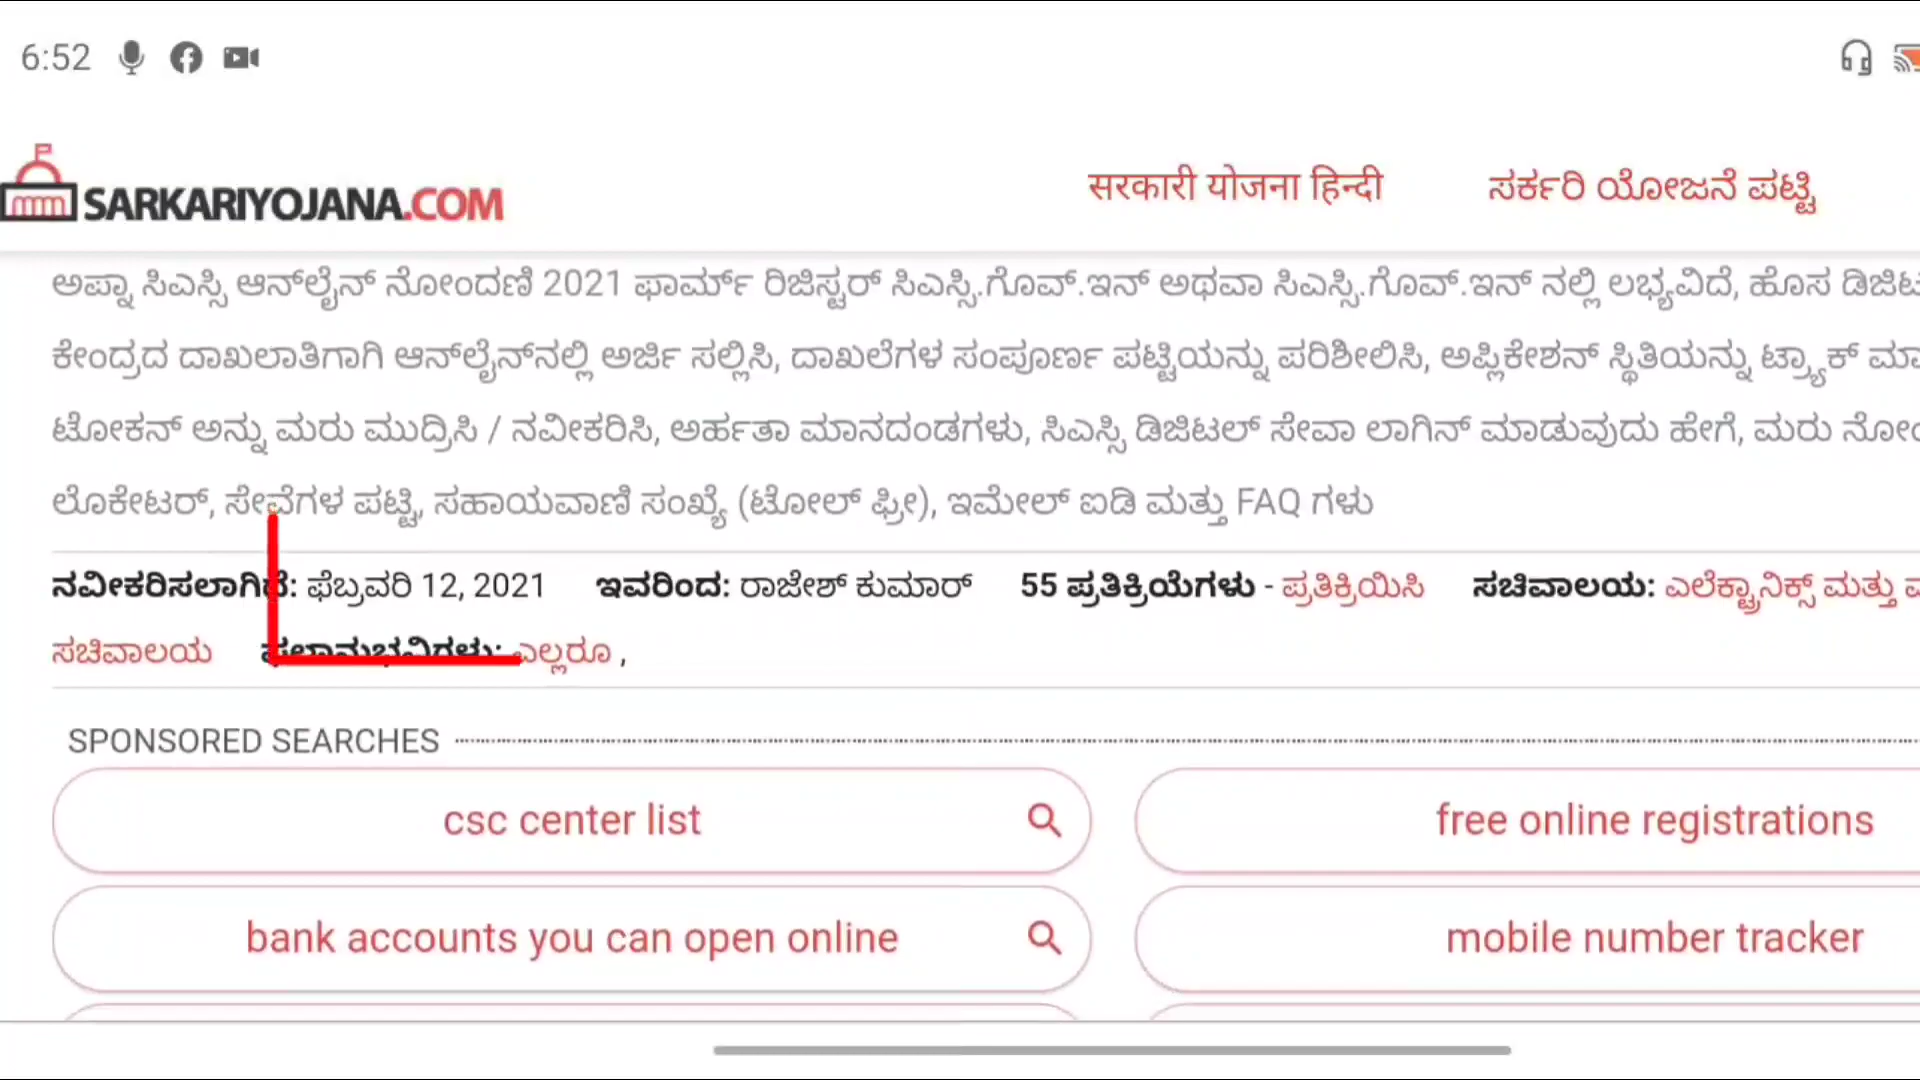 6:52
SARKARIYOJANA.COM
सरकारी योजना हिन्दी
ಸರ್ಕಾರಿ ಯೋಜನೆ ಪಟ್ಟಿ
ಅಪ್ನಾ ಸಿಎಸ್ಸಿ ಆನ್‌ಲೈನ್ ನೋಂದಣಿ 2021 ಫಾರ್ಮ್ ರಿಜಿಸ್ಟರ್ ಸಿಎಸ್ಸಿ.ಗೊವ್.ಇನ್ ಅಥವಾ ಸಿಎಸ್ಸಿ.ಗೊವ್.ಇನ್ ನಲ್ಲಿ ಲಭ್ಯವಿದೆ, ಹೊಸ
ಕೇಂದ್ರದ ದಾಖಲಾತಿಗಾಗಿ ಆನ್‌ಲೈನ್‌ನಲ್ಲಿ ಅರ್ಜಿ ಸಲ್ಲಿಸಿ, ದಾಖಲೆಗಳ ಸಂಪೂರ್ಣ ಪಟ್ಟಿಯನ್ನು ಪರಿಶೀಲಿಸಿ, ಅಪ್ಲಿಕೇಶನ್ ಸ್ಥಿತಿಯನ್ನು ಟ್ರ್ಯಾಕ್
ಟೋಕನ್ ಅನ್ನು ಮರು ಮುದ್ರಿಸಿ / ನವೀಕರಿಸಿ, ಅರ್ಹತಾ ಮಾನದಂಡಗಳು, ಸಿಎಸ್ಸಿ ಡಿಜಿಟಲ್ ಸೇವಾ ಲಾಗಿನ್ ಮಾಡುವುದು ಹೇಗೆ, ಮರು
ಲೊಕೇಟರ್, ಸೇವೆಗಳ ಪಟ್ಟಿ, ಸಹಾಯವಾಣಿ ಸಂಖ್ಯೆ (ಟೋಲ್ ಫ್ರೀ), ಇಮೇಲ್ ಐಡಿ ಮತ್ತು FAQ ಗಳು
ನವೀಕರಿಸಲಾಗಿದೆ: ಫೆಬ್ರವರಿ 12, 2021 ಇವರಿಂದ: ರಾಜೇಶ್ ಕುಮಾರ್ 55 ಪ್ರತಿಕ್ರಿಯೆಗಳು - ಪ್ರತಿಕ್ರಿಯಿಸಿ ಸಚಿವಾಲಯ: ಎಲೆಕ್ಟ್ರಾನಿಕ್ಸ್ ಮತ್ತು
ಸಚಿವಾಲಯ ಫಲಾನುಭವಿಗಳು: ಎಲ್ಲರೂ ,
SPONSORED SEARCHES
csc center list
free online registrations
bank accounts you can open online
mobile number tracker